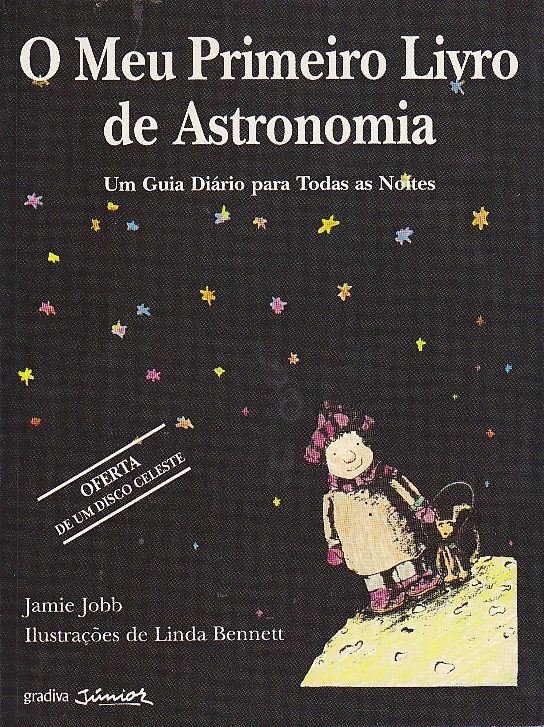 O Meu Primeiro Livro
de Astronomia
Um Guia Diário para Todas as Noites
OFERTA
DE UM DISCO CELESTE
Jamie Jobb
Ilustrações de Linda Bennett
gradiva Júnior